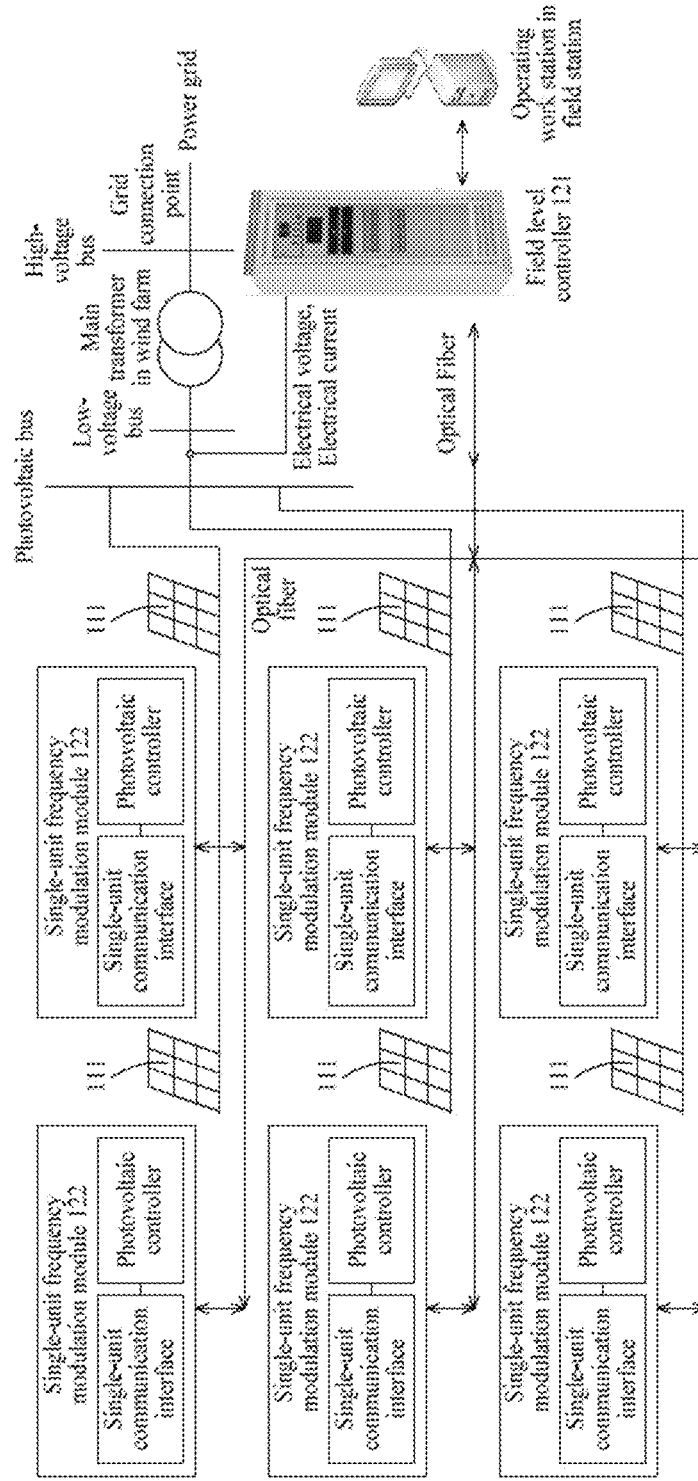 Single-unit frequency
modulation module 122
Single-unit
communication
interface
Photovoltaic
controller
111
Single-unit frequency
modulation module 122
Single-unit
communication
interface
Photovoltaic
controller
111
Photovoltaic bus
Low-
voltage
bus
Main
transformer
in wind farm
High-
voltage
bus
Grid
connection
point
Power grid
Single-unit frequency
modulation module 122
Single-unit
communication
interface
Photovoltaic
controller
111
Single-unit frequency
modulation module 122
Single-unit
communication
interface
Photovoltaic
controller
Optical
fiber
111
Electrical voltage,
Electrical current
Single-unit frequency
modulation module 122
Single-unit
communication
interface
Photovoltaic
controller
111
Single-unit frequency
modulation module 122
Single-unit
communication
interface
Photovoltaic
controller
111
Optical Fiber
Field level
controller 121
Operating
work station in
field station